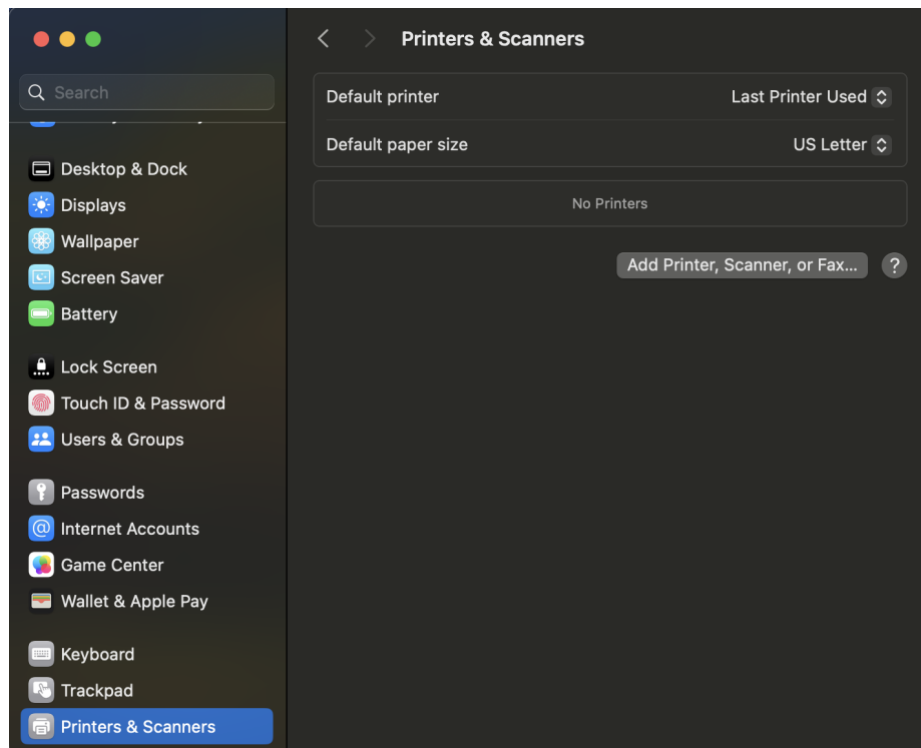 Search
Desktop & Dock
Displays
Wallpaper
Screen Saver
Battery
Lock Screen
Touch ID & Password
Users & Groups
Passwords
Internet Accounts
Game Center
Wallet & Apple Pay
Keyboard
Trackpad
Printers & Scanners
Printers & Scanners
Default printer Last Printer Used
Default paper size US Letter
No Printers
Add Printer, Scanner, or Fax... ?